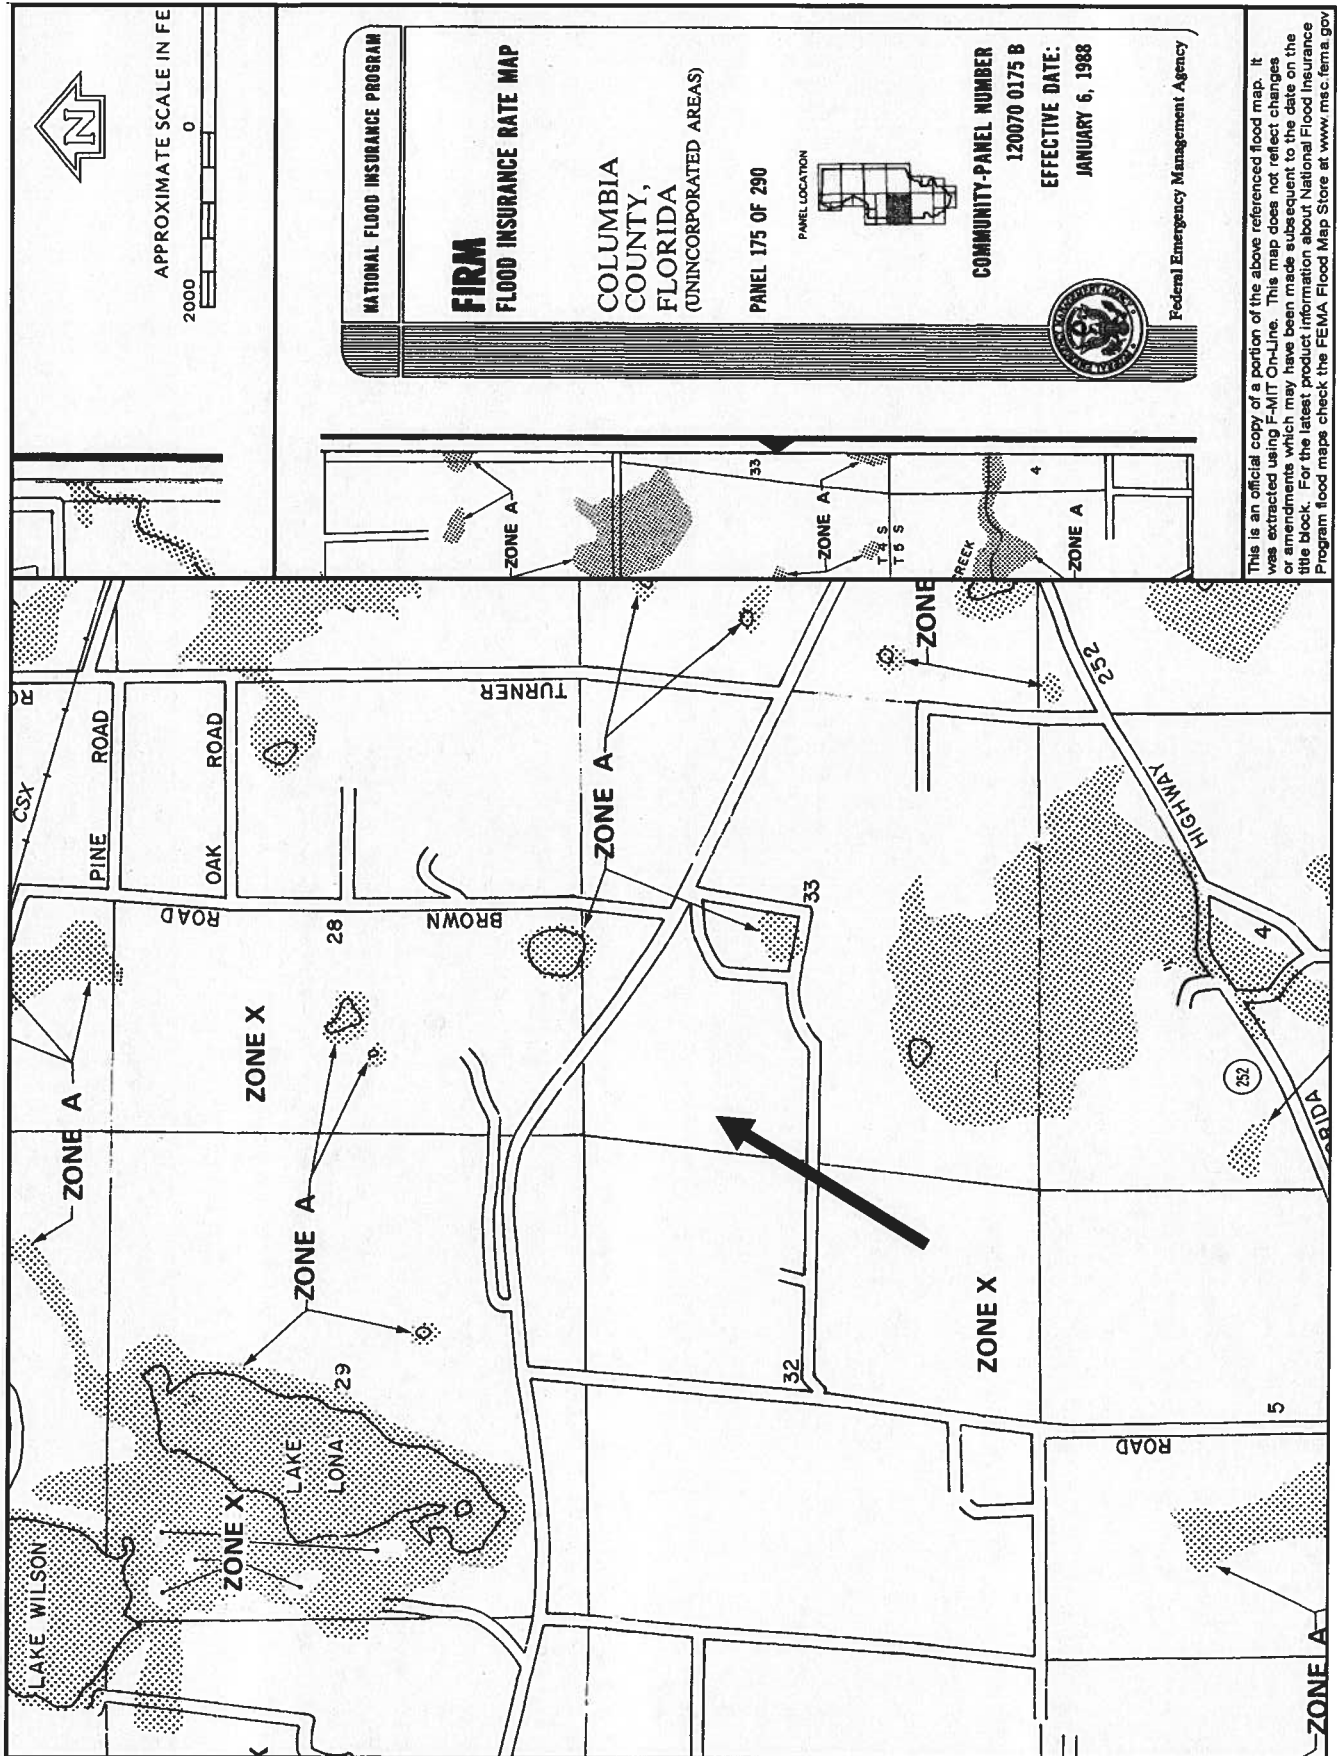 APPROXIMATE SCALE IN FE
2000 0
N
NATIONAL FLOOD INSURANCE PROGRAM
FIRM
FLOOD INSURANCE RATE MAP
COLUMBIA
COUNTY,
FLORIDA
(UNINCORPORATED AREAS)
PANEL 175 OF 290
PANEL LOCATION
COMMUNITY-PANEL NUMBER
120070 0175 B
EFFECTIVE DATE:
JANUARY 6, 1988
Federal Emergency Management Agency
This is an official copy of a portion of the above referenced flood map. It
was extracted using F-MIT On-Line. This map does not reflect changes
or amendments which may have been made subsequent to the date on the
title block. For the latest product information about National Flood Insurance
Program flood maps check the FEMA Flood Map Store at www.msc.fema.gov
ZONE A
33
ZONE A
T 4 S
T 5 S
CREEK
4
ZONE A
CSX
RO
PINE ROAD
OAK ROAD
TURNER
ROAD
28
BROWN
ZONE A
33
ZONE
252
HIGHWAY
4
252
RIDA
ZONE A
ZONE X
ZONE A
29
LAKE
LONA
ZONE X
LAKE WILSON
32
ZONE X
5
ROAD
ZONE A
X